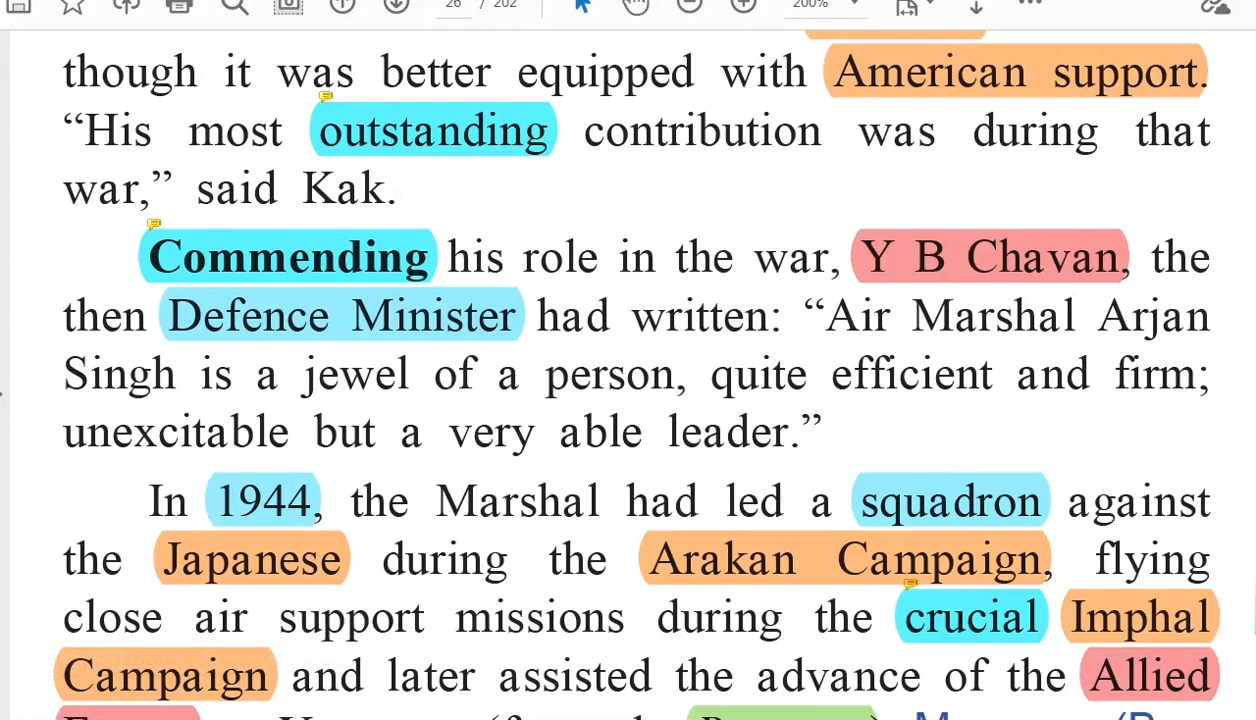 26 / 202
200%
though it was better equipped with American support.
“His most outstanding contribution was during that
war,” said Kak.
Commending his role in the war, Y B Chavan, the
then Defence Minister had written: “Air Marshal Arjan
Singh is a jewel of a person, quite efficient and firm;
unexcitable but a very able leader.”
In 1944, the Marshal had led a squadron against
the Japanese during the Arakan Campaign, flying
close air support missions during the crucial Imphal
Campaign and later assisted the advance of the Allied